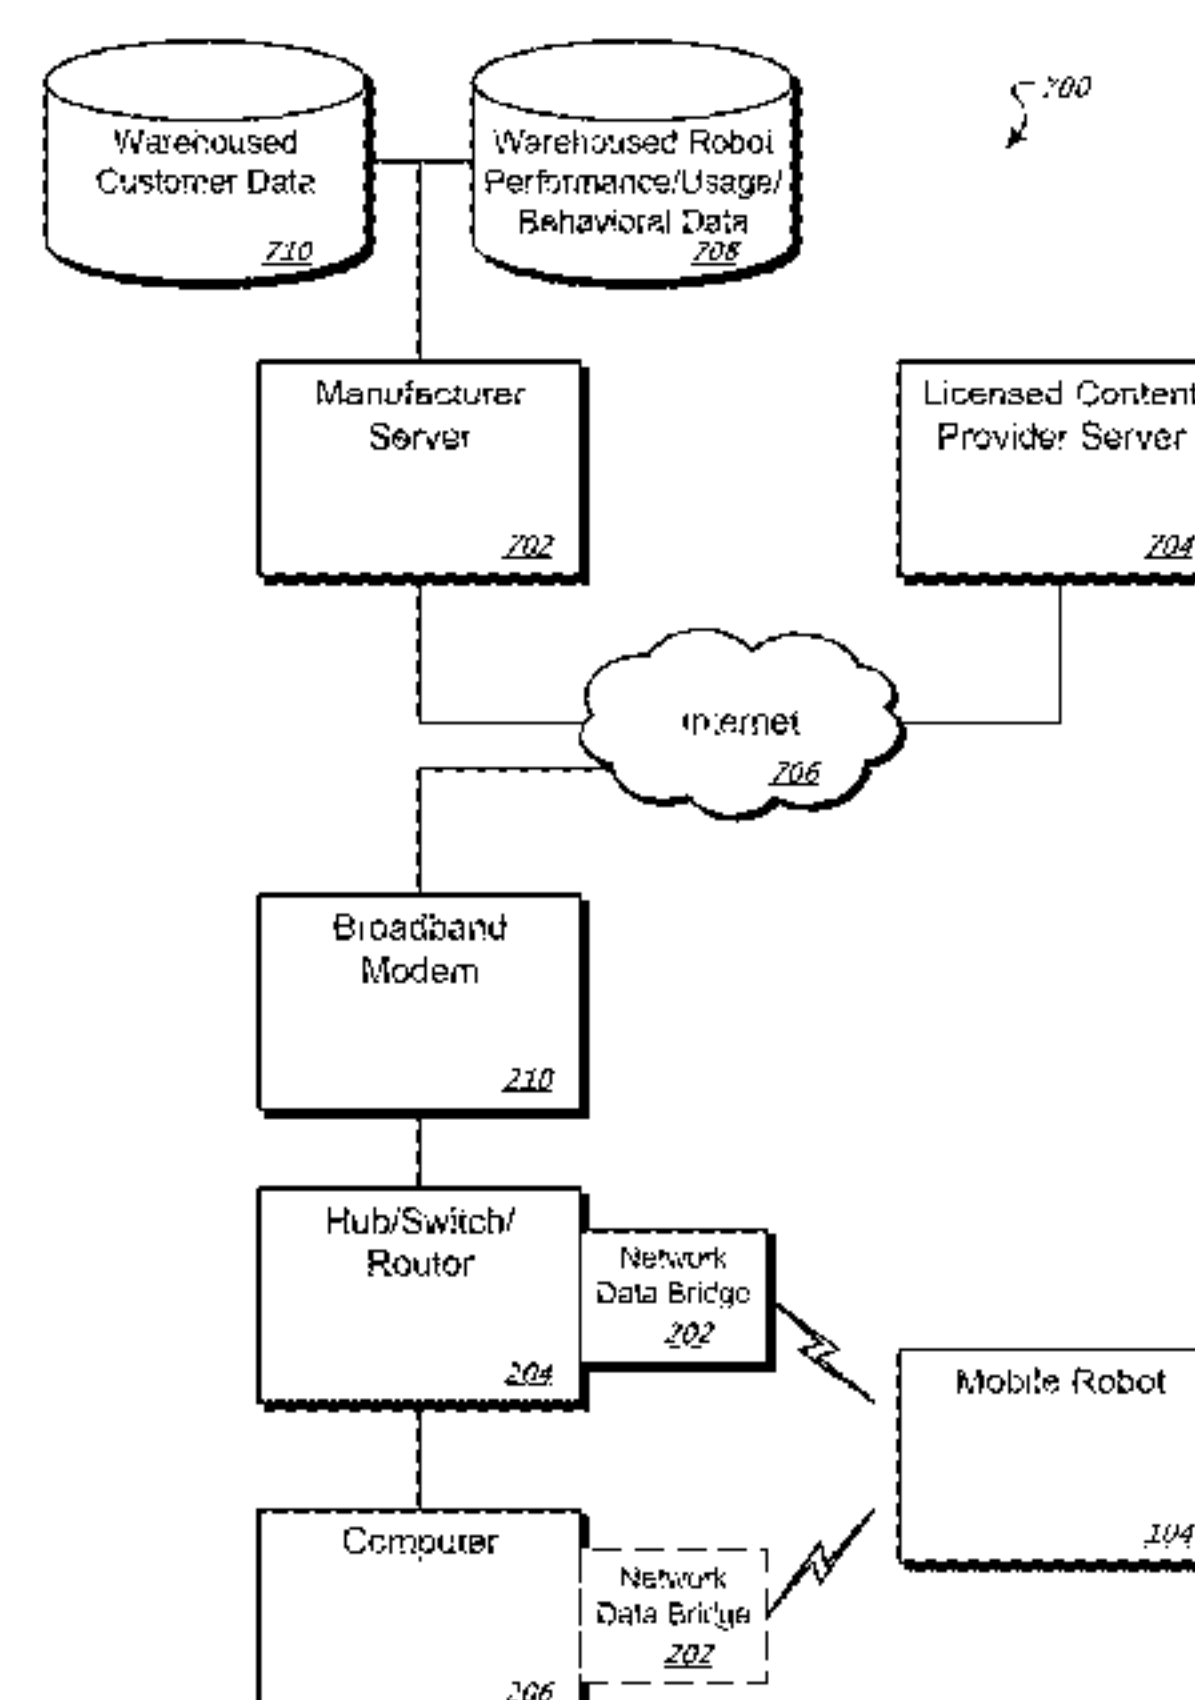 700
Warehoused
Customer Data
710
Warehoused Robot
Performance/Usage/
Behavioral Data
708
Manufacturer
Server
702
Licensed Content
Provider Server
704
Internet
706
Broadband
Modem
210
Hub/Switch/
Router
204
Network
Data Bridge
202
Mobile Robot
104
Computer
206
Network
Data Bridge
202